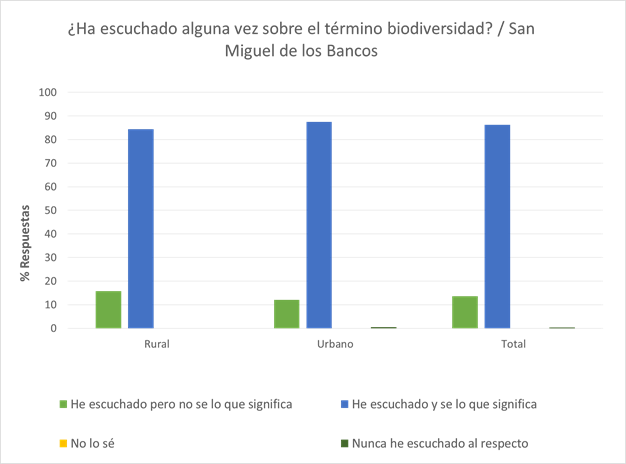 ¿Ha escuchado alguna vez sobre el término biodiversidad? / San
Miguel de los Bancos
100
90
80
70
60
50
40
30
20
10
0
% Respuestas
Rural
Urbano
Total
He escuchado pero no se lo que significa
He escuchado y se lo que significa
No lo sé
Nunca he escuchado al respecto